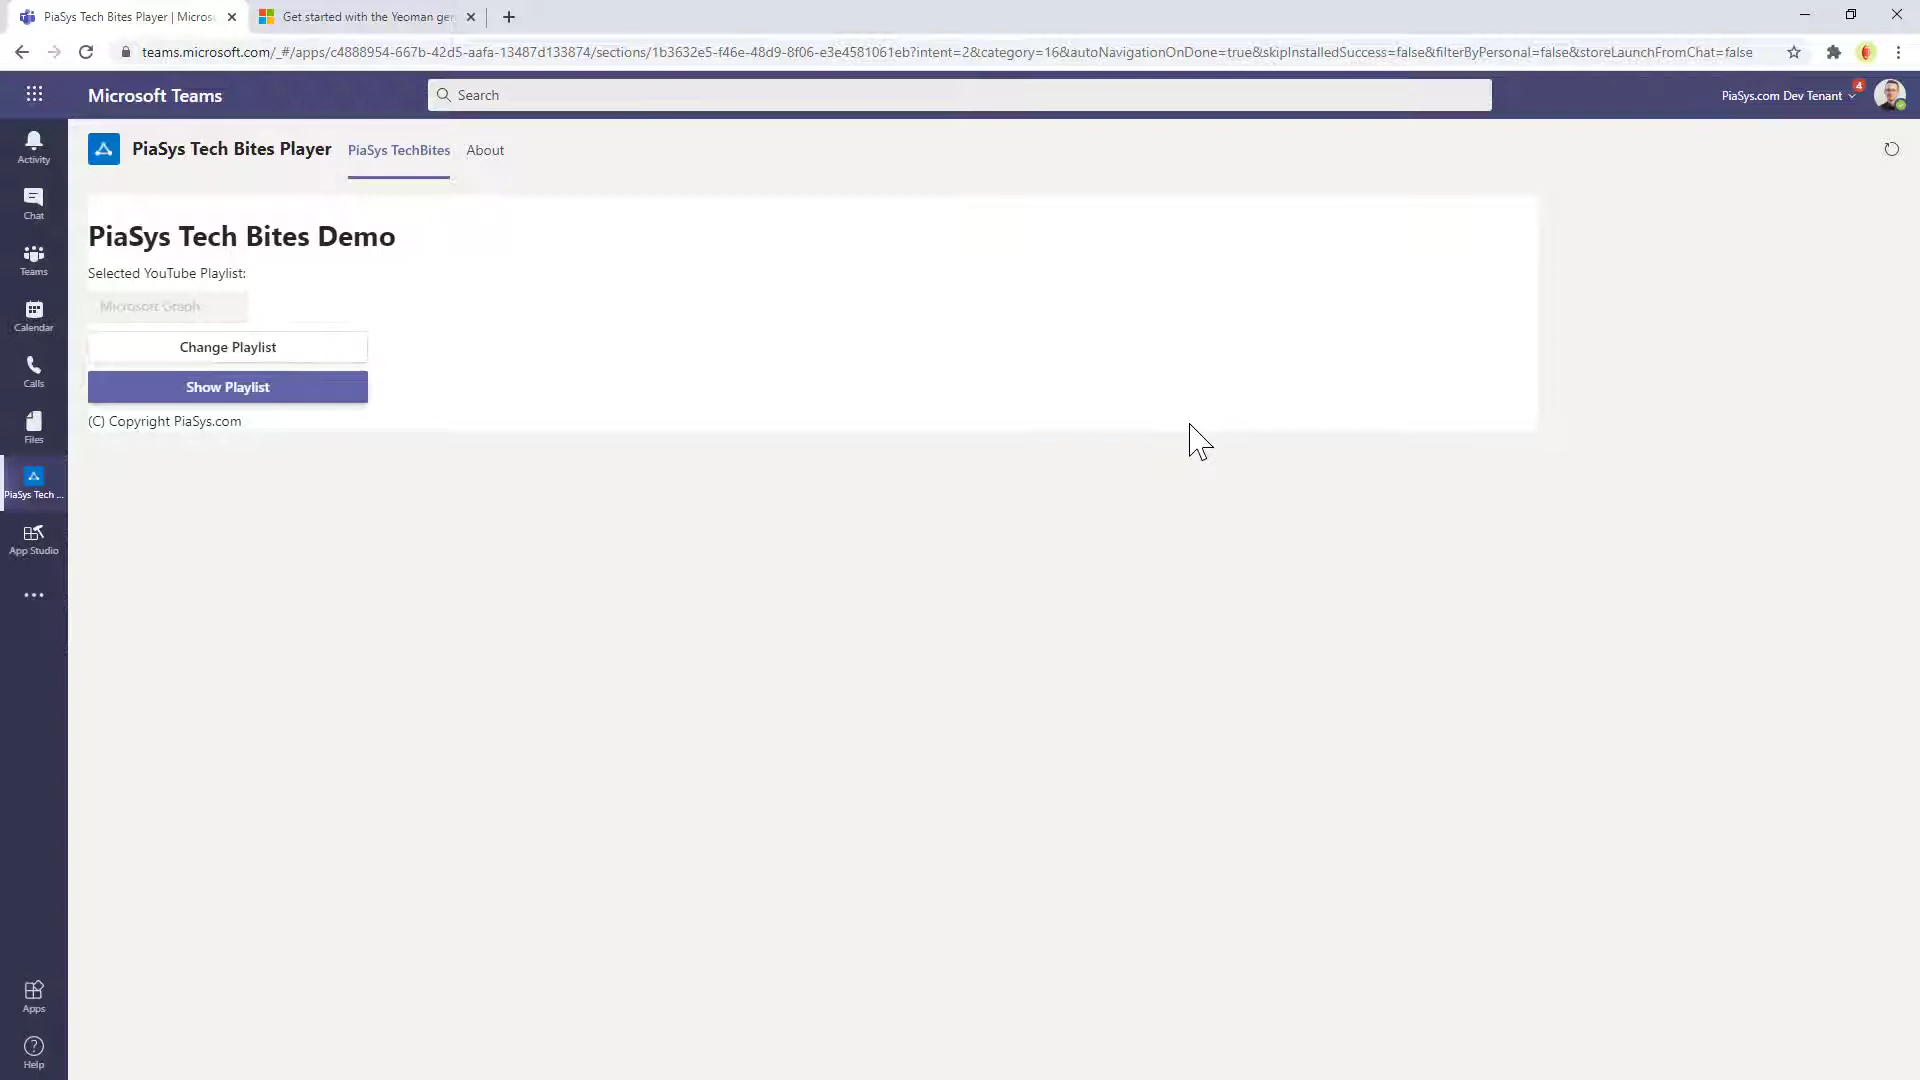 PiaSys Tech Bites Player | Micros
Get started with the Yeoman ger
teams.microsoft.com/_#/apps/c4888954-667b-42d5-aafa-13487d133874/sections/1b3632e5-f46e-48d9-8f06-e3e4581061eb?intent=2&category=16&autoNavigationOnDone=true&skipInstalledSuccess=false&filterByPersonal=false&storeLaunchFromChat=false
Microsoft Teams
Search
PiaSys.com Dev Tenant
4
Activity
Chat
Teams
Calendar
Calls
Files
PiaSys Tech ...
App Studio
Apps
Help
PiaSys Tech Bites Player
PiaSys TechBites
About
PiaSys Tech Bites Demo
Selected YouTube Playlist:
Microsoft Graph
Change Playlist
Show Playlist
(C) Copyright PiaSys.com